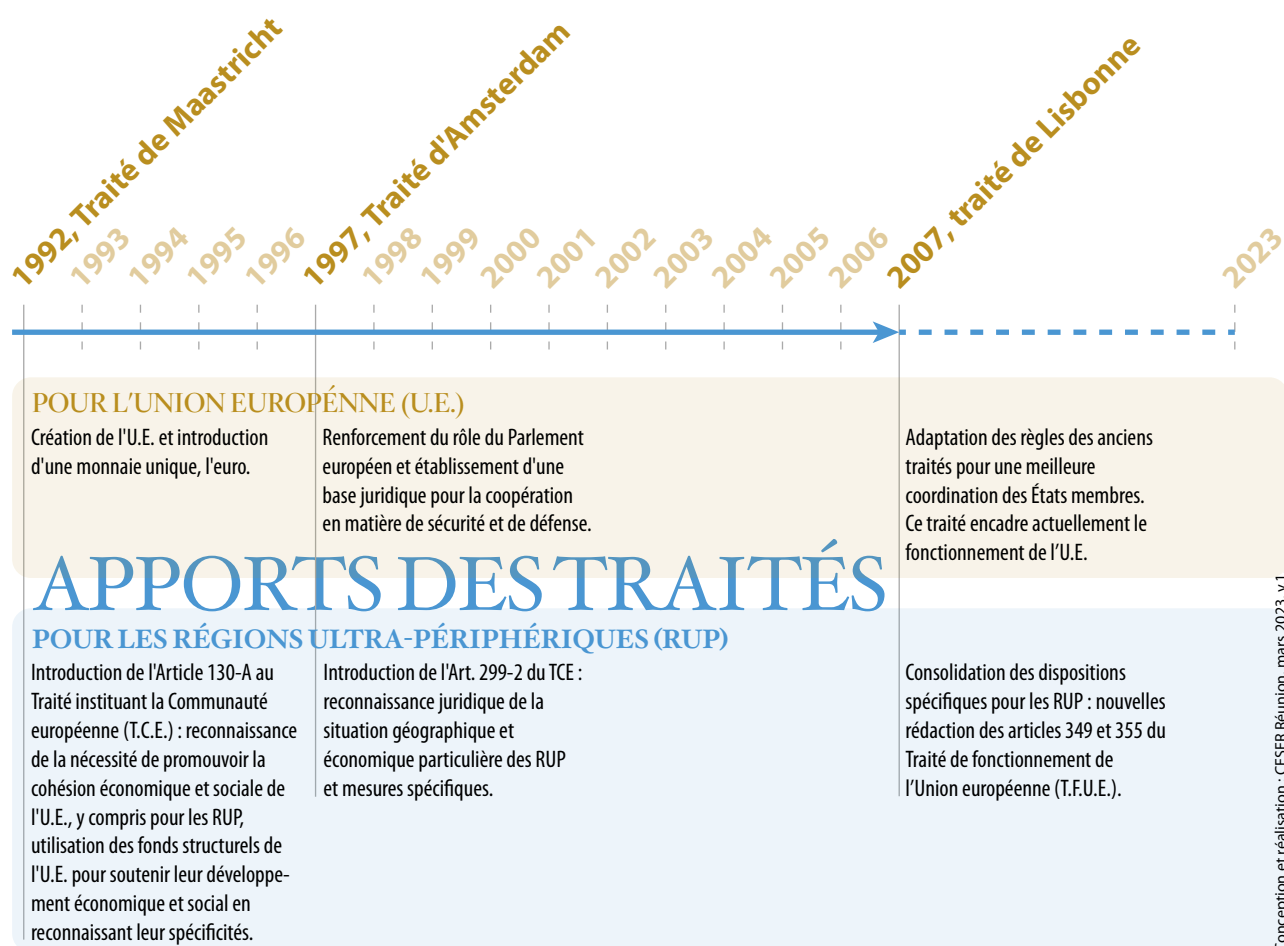 1992, Traité de Maastricht
1993
1994
1995
1996
1997, Traité d'Amsterdam
1998
1999
2000
2001
2002
2003
2004
2005
2006
2007, traité de Lisbonne
2023
POUR L'UNION EUROPÉNNE (U.E.)
Création de l'U.E. et introduction
d'une monnaie unique, l'euro.
Renforcement du rôle du Parlement
européen et établissement d'une
base juridique pour la coopération
en matière de sécurité et de défense.
Adaptation des règles des anciens
traités pour une meilleure
coordination des États membres.
Ce traité encadre actuellement le
fonctionnement de l'U.E.
APPORTS DES TRAITÉS
POUR LES RÉGIONS ULTRA-PÉRIPHÉRIQUES (RUP)
Introduction de l'Article 130-A au
Traité instituant la Communauté
européenne (T.C.E.) : reconnaissance
de la nécessité de promouvoir la
cohésion économique et sociale de
l'U.E., y compris pour les RUP,
utilisation des fonds structurels de
l'U.E. pour soutenir leur développe-
ment économique et social en
reconnaissant leur spécificités.
Introduction de l'Art. 299-2 du TCE :
reconnaissance juridique de la
situation géographique et
économique particulière des RUP
et mesures spécifiques.
Consolidation des dispositions
spécifiques pour les RUP : nouvelles
rédaction des articles 349 et 355 du
Traité de fonctionnement de
l'Union européenne (T.F.U.E.).
Conception et réalisation : CESER Réunion, mars 2023, v.1